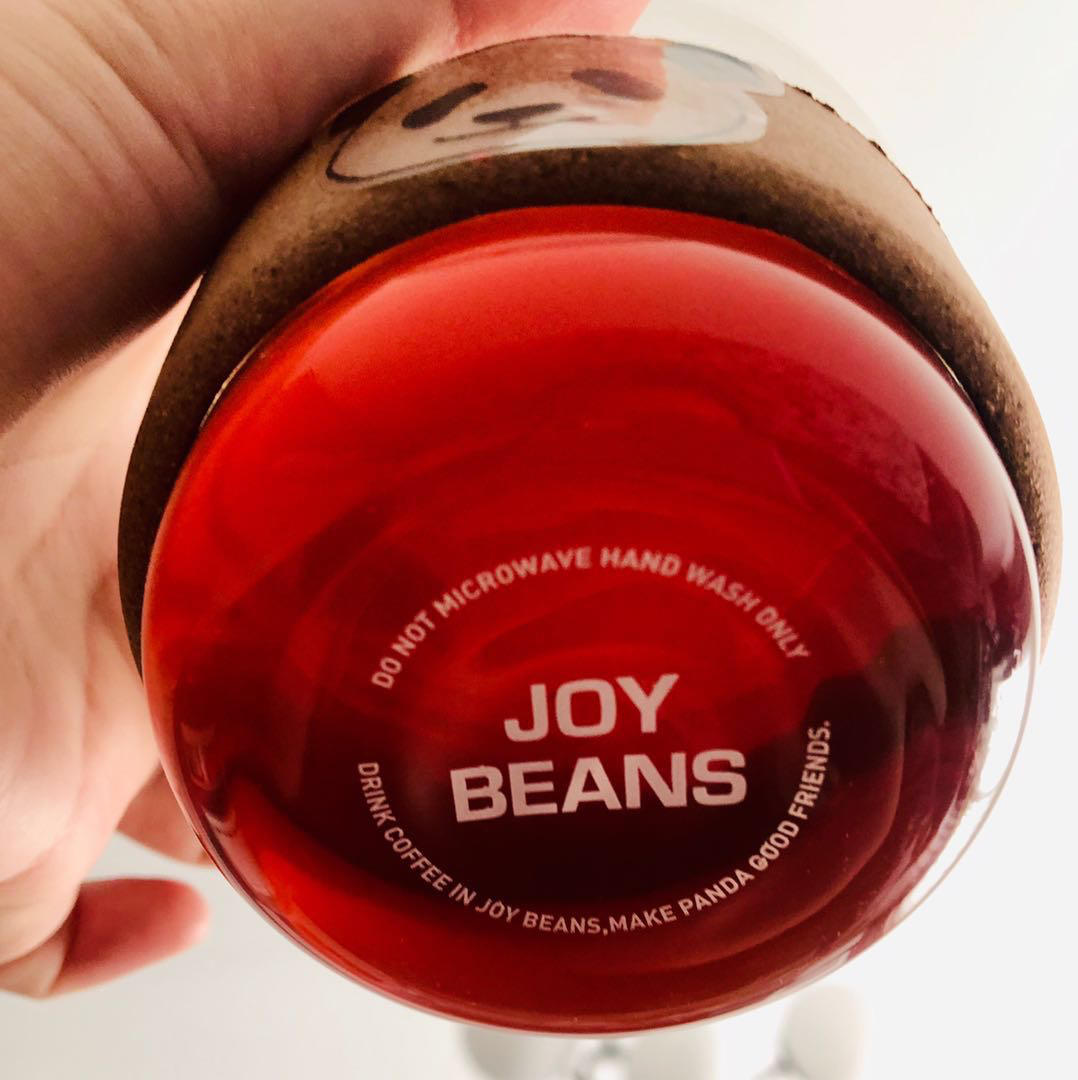 DO NOT MICROWAVE HAND WASH ONLY
JOY
BEANS
DRINK COFFEE IN JOY BEANS,MAKE PANDA GOOD FRIENDS.